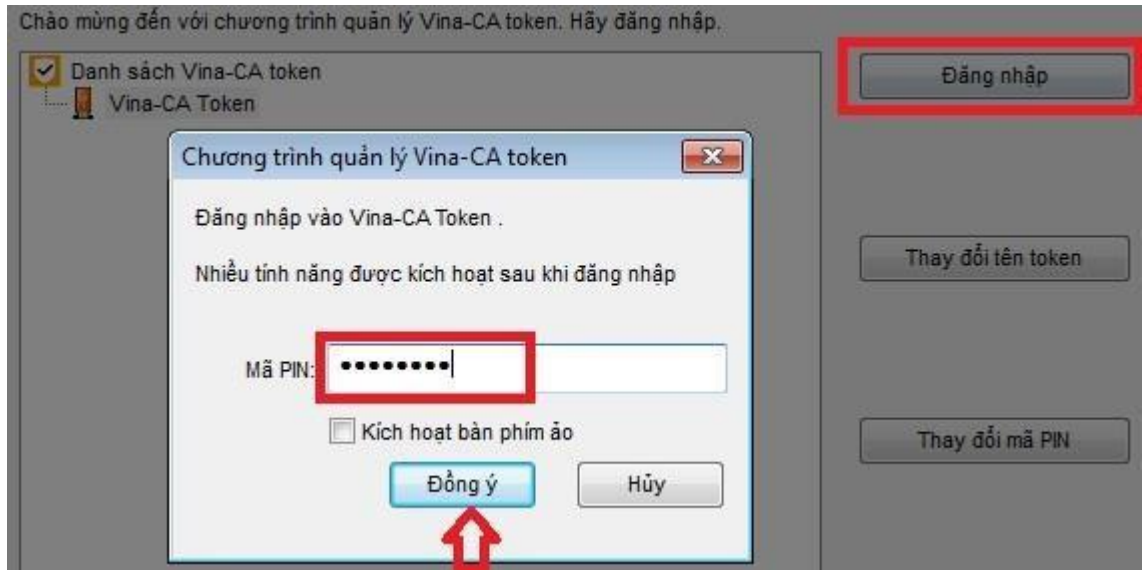 Chào mừng đến với chương trình quản lý Vina-CA token. Hãy đăng nhập.
Danh sách Vina-CA token
Vina-CA Token
Đăng nhập
Chương trình quản lý Vina-CA token
Đăng nhập vào Vina-CA Token .
Nhiều tính năng được kích hoạt sau khi đăng nhập
Mã PIN:
Kích hoạt bàn phím ảo
Đồng ý
Hủy
Thay đổi tên token
Thay đổi mã PIN